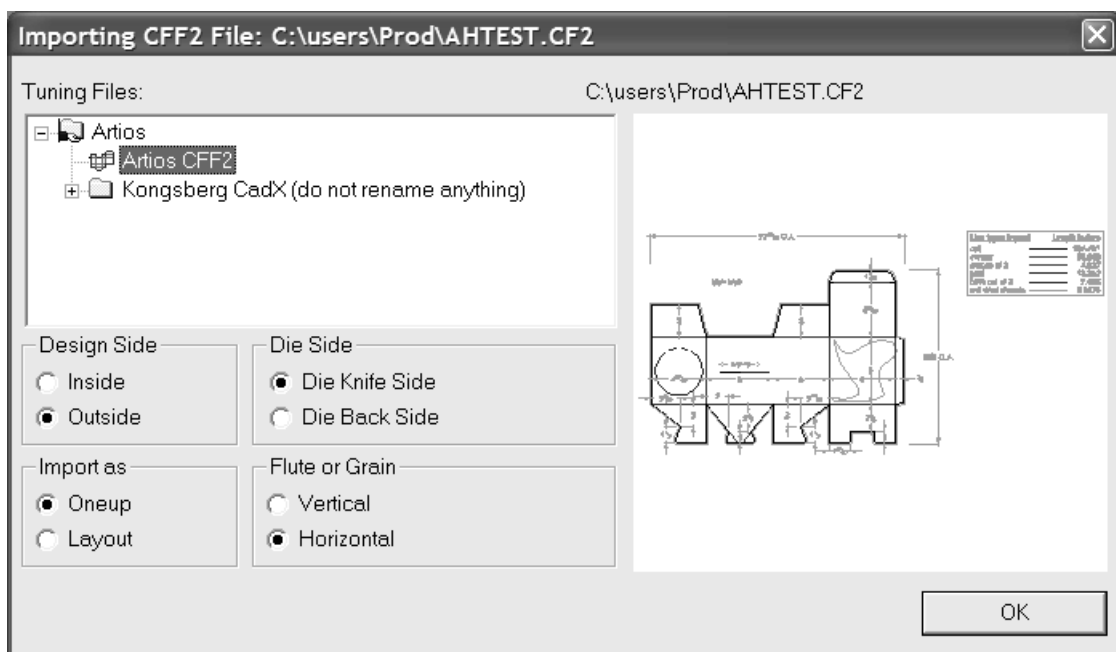 Importing CFF2 File: C:\users\Prod\AHTEST.CF2
Tuning Files:
C:\users\Prod\AHTEST.CF2
Artios
Artios CFF2
Kongsberg CadX (do not rename anything)
Design Side
Inside
Outside
Die Side
Die Knife Side
Die Back Side
Import as
Oneup
Layout
Flute or Grain
Vertical
Horizontal
OK